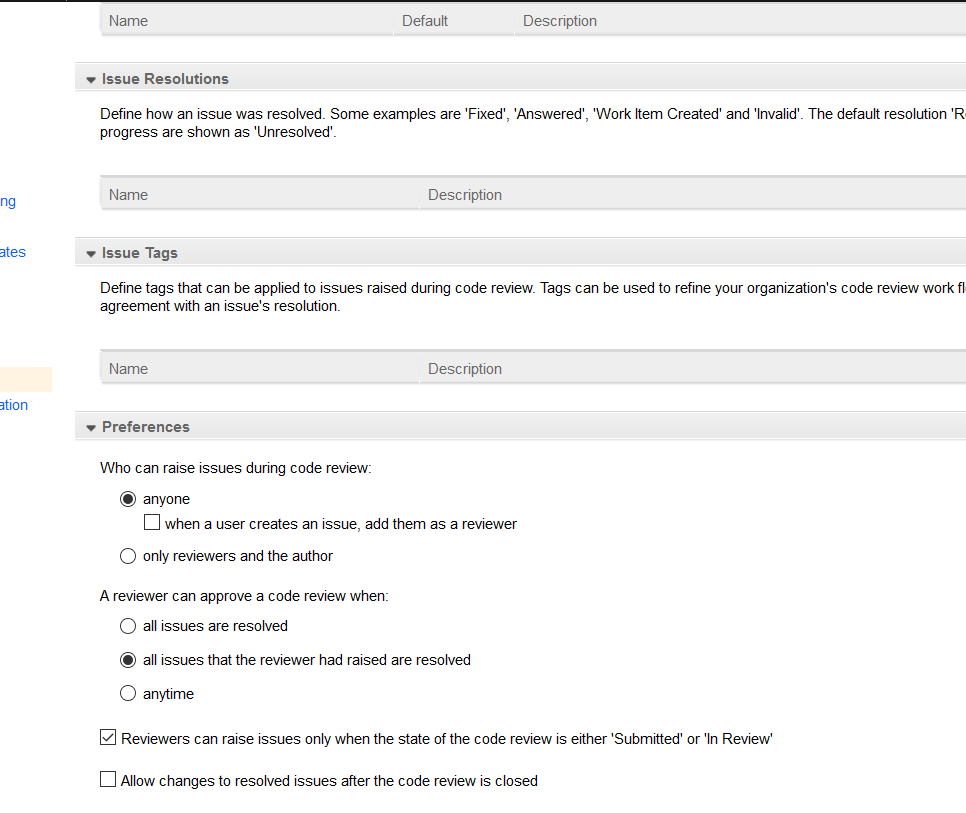 Name Default Description
Issue Resolutions
Define how an issue was resolved. Some examples are 'Fixed', 'Answered', 'Work Item Created' and 'Invalid'. The default resolution
progress are shown as 'Unresolved'.
Name Description
Issue Tags
Define tags that can be applied to issues raised during code review. Tags can be used to refine your organization's code review work
agreement with an issue's resolution.
Name Description
Preferences
Who can raise issues during code review:
anyone
when a user creates an issue, add them as a reviewer
only reviewers and the author
A reviewer can approve a code review when:
all issues are resolved
all issues that the reviewer had raised are resolved
anytime
Reviewers can raise issues only when the state of the code review is either 'Submitted' or 'In Review'
Allow changes to resolved issues after the code review is closed